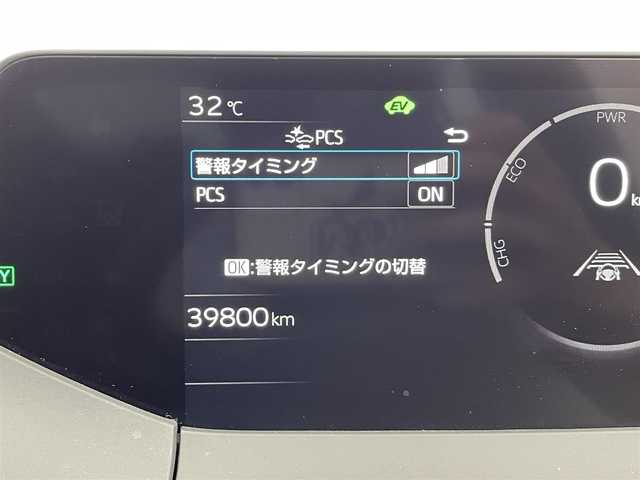 32℃
EV
PCS
警報タイミング
PCS ON
OK:警報タイミングの切替
39800km
PWR
ECO
CHG
0
Y